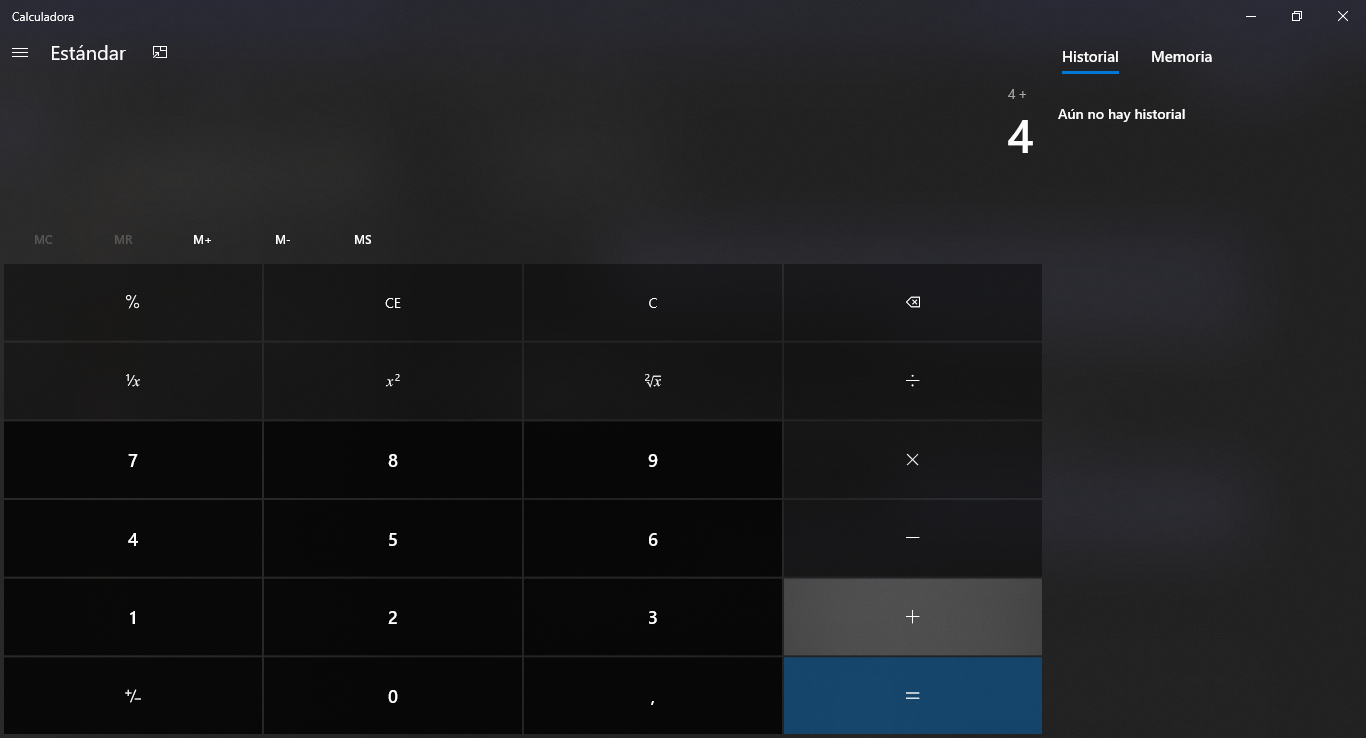 Calculadora
Estándar
Historial Memoria
4 +
4
Aún no hay historial
MC MR M+ M- MS
% CE C
¹/x x² ²√x ÷
7 8 9 ×
4 5 6 −
1 2 3 +
+/− 0 , =